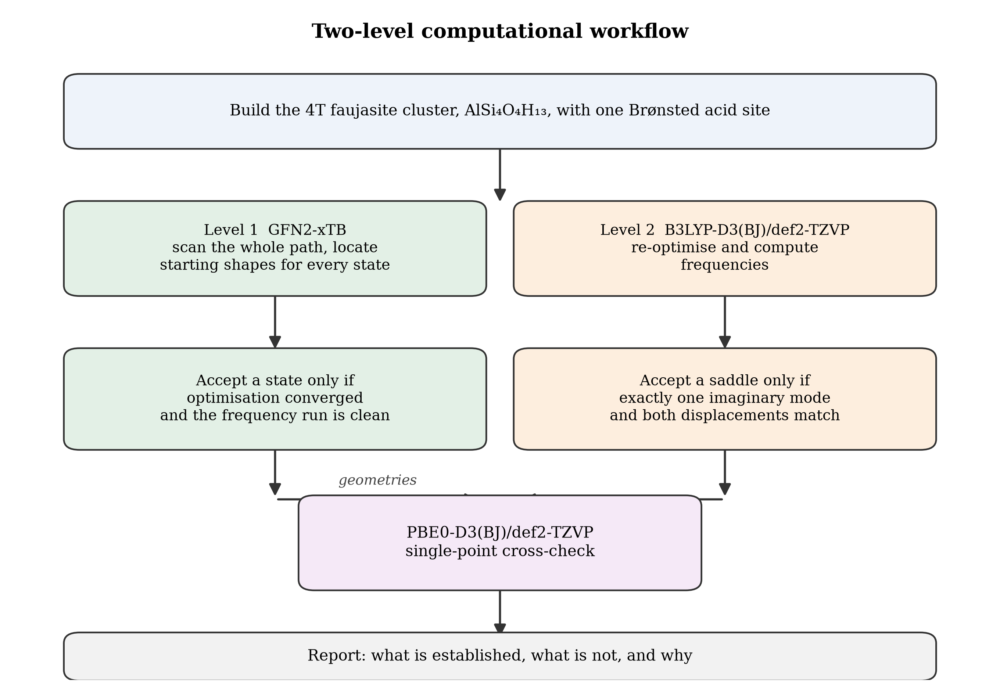 Two-level computational workflow
Build the 4T faujasite cluster, AlSi₄O₄H₁₃, with one Brønsted acid site
Level 1  GFN2-xTB
scan the whole path, locate
starting shapes for every state
Level 2  B3LYP-D3(BJ)/def2-TZVP
re-optimise and compute
frequencies
Accept a state only if
optimisation converged
and the frequency run is clean
Accept a saddle only if
exactly one imaginary mode
and both displacements match
geometries
PBE0-D3(BJ)/def2-TZVP
single-point cross-check
Report: what is established, what is not, and why